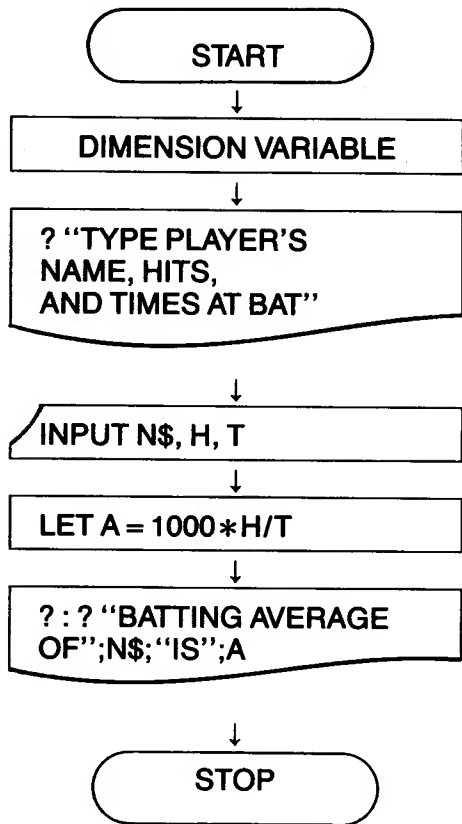 START
DIMENSION VARIABLE
? “TYPE PLAYER’S
NAME, HITS,
AND TIMES AT BAT”
INPUT N$, H, T
LET A = 1000*H/T
? : ? “BATTING AVERAGE
OF”;N$;“IS”;A
STOP